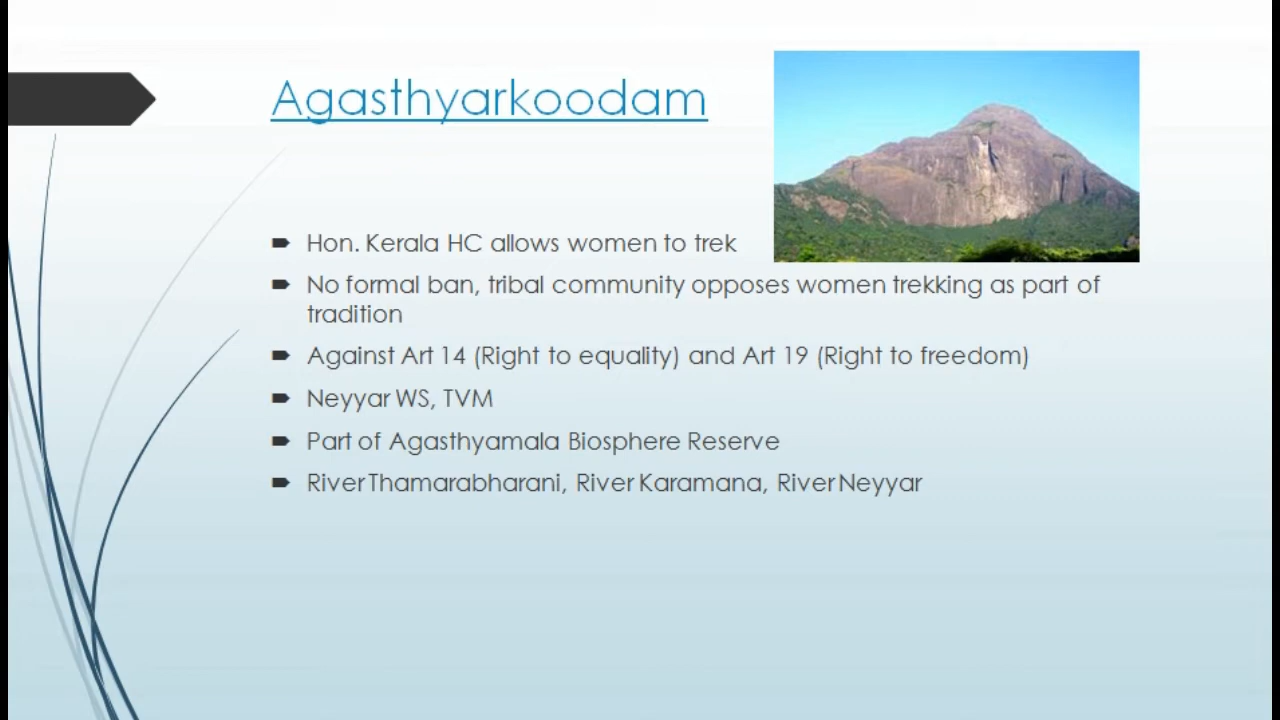 Agasthyarkoodam
Hon. Kerala HC allows women to trek
No formal ban, tribal community opposes women trekking as part of
tradition
Against Art 14 (Right to equality) and Art 19 (Right to freedom)
Neyyar WS, TVM
Part of Agasthyamala Biosphere Reserve
River Thamarabharani, River Karamana, River Neyyar